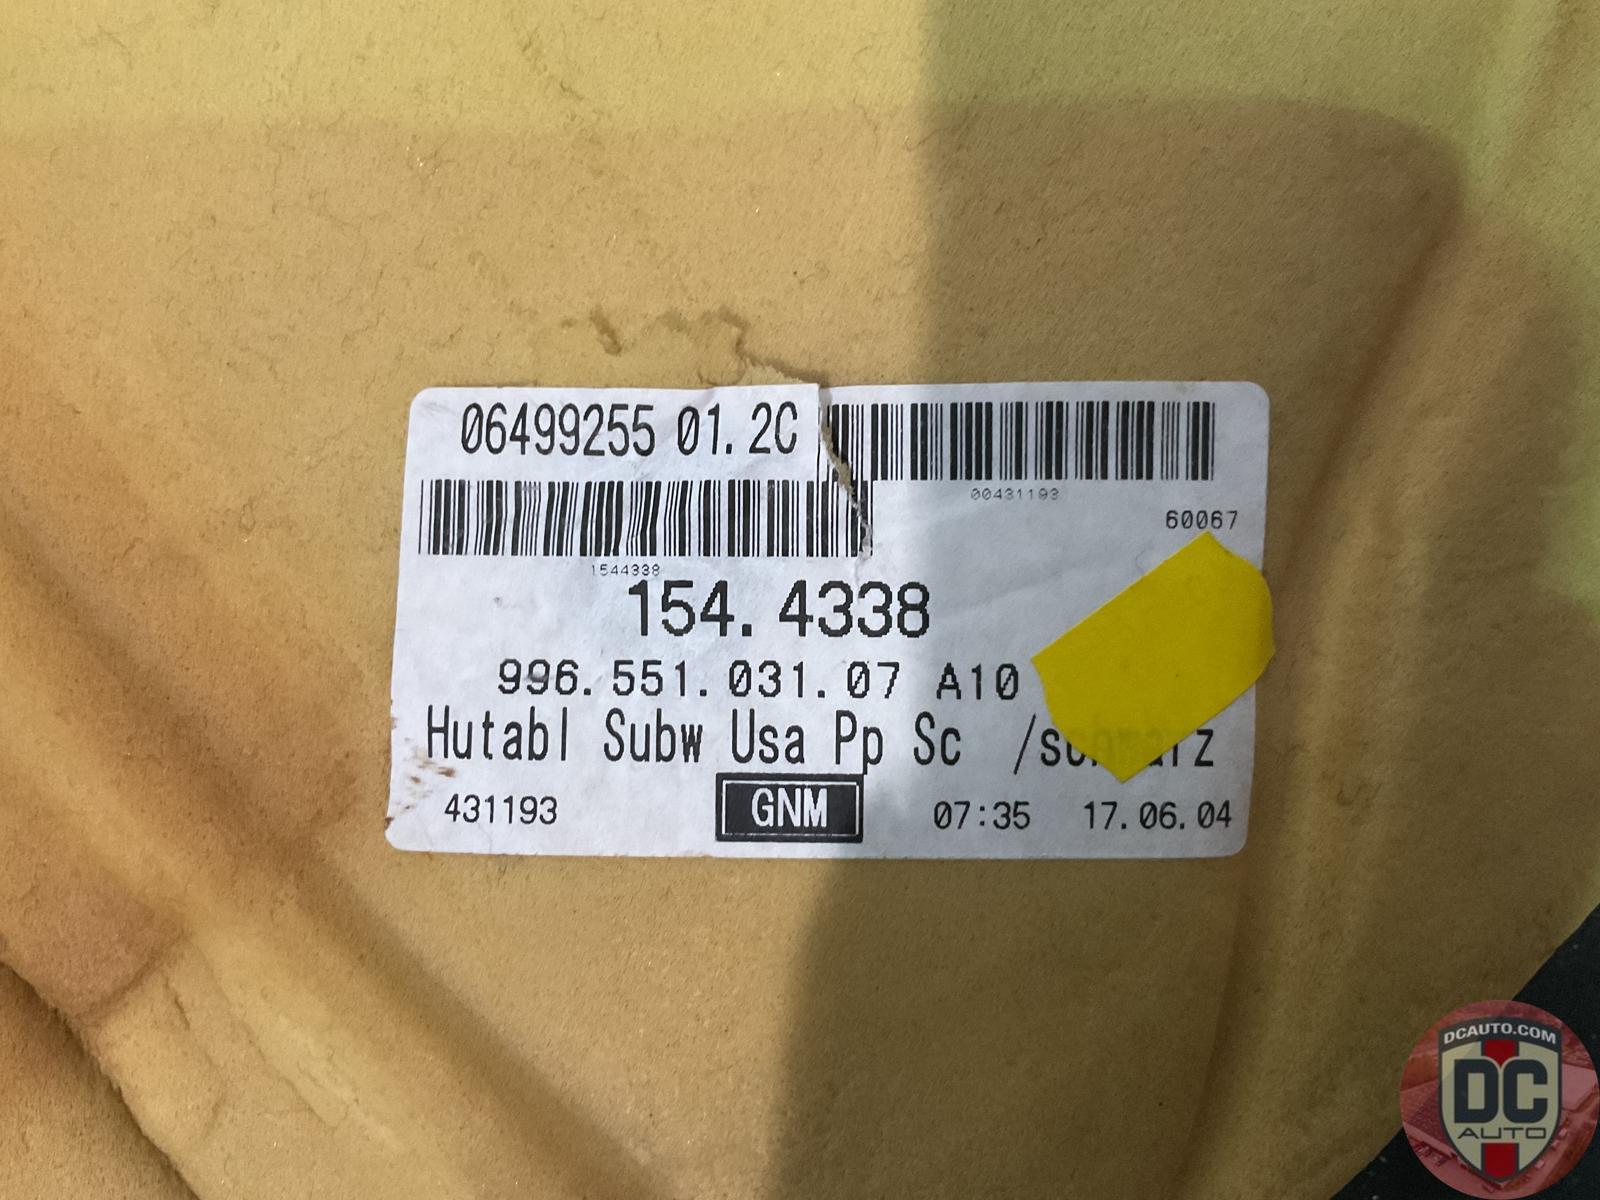 06499255 01.2C
00431193
60067
1544338
154.4338
996.551.031.07 A10
Hutabl Subw Usa Pp Sc /schwarz
431193 GNM 07:35 17.06.04
DCAUTO.COM
DC
AUTO